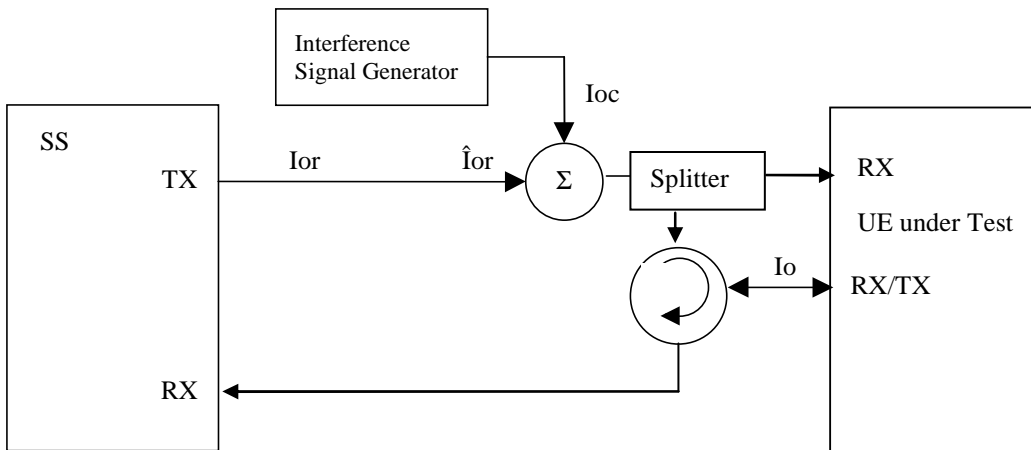 Interference
Signal Generator
Ioc
SS
TX
Ior
Îor
Σ
Splitter
RX
UE under Test
Io
RX/TX
RX